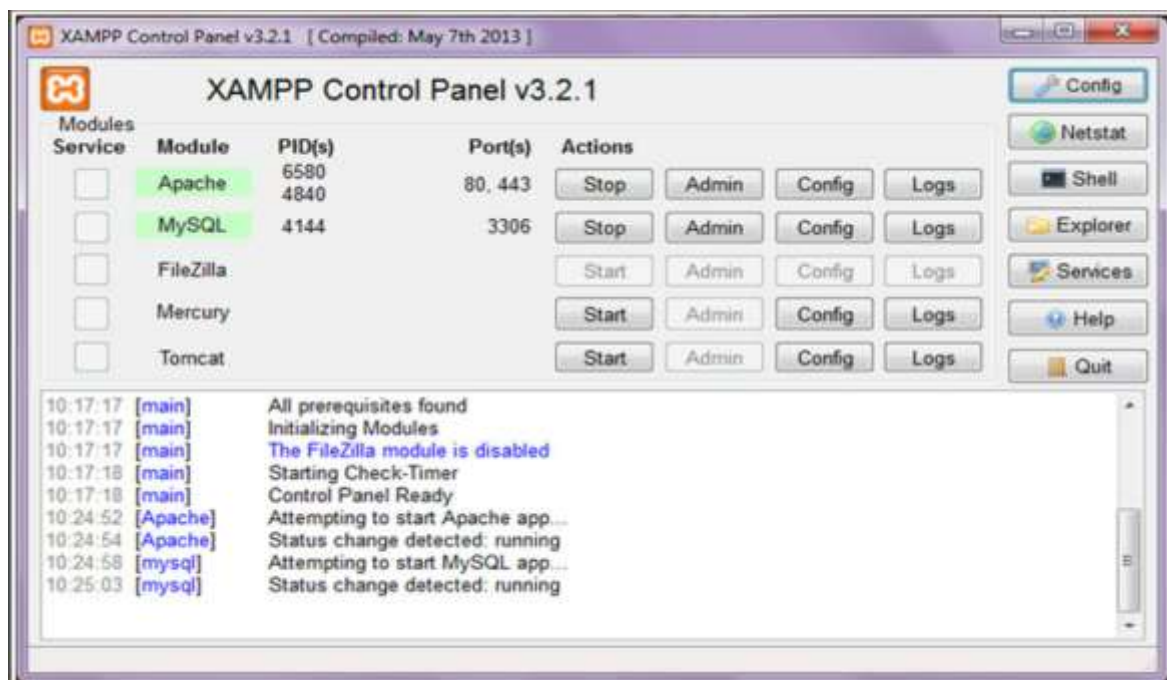 XAMPP Control Panel v3.2.1 [ Compiled: May 7th 2013 ]
XAMPP Control Panel v3.2.1
Config
Modules
Netstat
Service Module PID(s) Port(s) Actions
Apache 6580 4840 80, 443 Stop Admin Config Logs
Shell
MySQL 4144 3306 Stop Admin Config Logs
Explorer
FileZilla Start Admin Config Logs
Services
Mercury Start Admin Config Logs
Help
Tomcat Start Admin Config Logs
Quit
10:17:17 [main] All prerequisites found
10:17:17 [main] Initializing Modules
10:17:17 [main] The FileZilla module is disabled
10:17:18 [main] Starting Check-Timer
10:17:18 [main] Control Panel Ready
10:24:52 [Apache] Attempting to start Apache app...
10:24:54 [Apache] Status change detected: running
10:24:58 [mysql] Attempting to start MySQL app...
10:25:03 [mysql] Status change detected: running